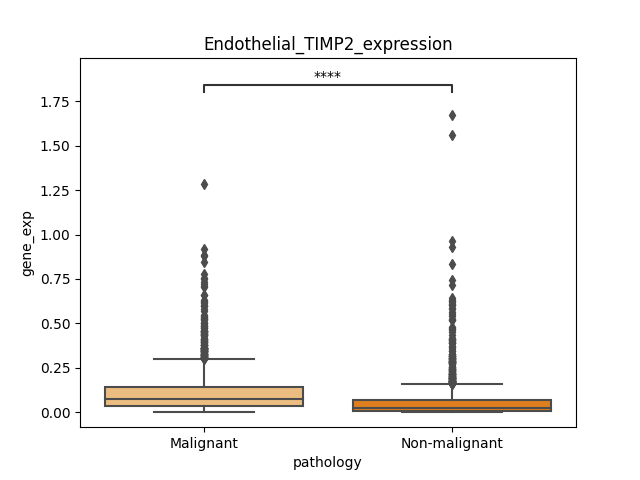 Endothelial_TIMP2_expression
****
1.75
1.50
1.25
1.00
0.75
0.50
0.25
0.00
gene_exp
Malignant
Non-malignant
pathology